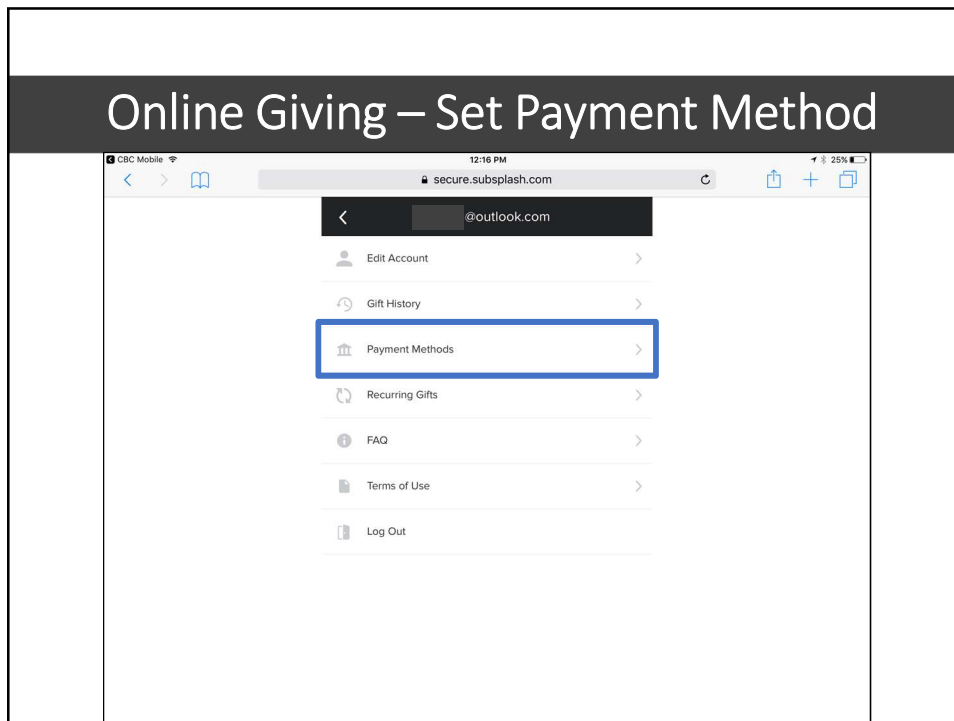 Online Giving – Set Payment Method
CBC Mobile 12:16 PM 25%
secure.subsplash.com
@outlook.com
Edit Account
Gift History
Payment Methods
Recurring Gifts
FAQ
Terms of Use
Log Out